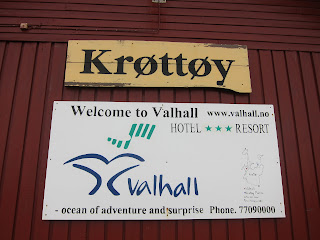 Krøttøy
Welcome to Valhall www.valhall.no
HOTEL ★★★ RESORT
valhall
- ocean of adventure and surprise Phone. 77090000